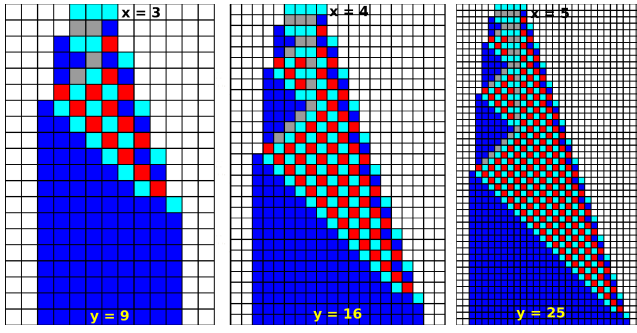 x = 3
x = 4
x = 5
y = 9
y = 16
y = 25